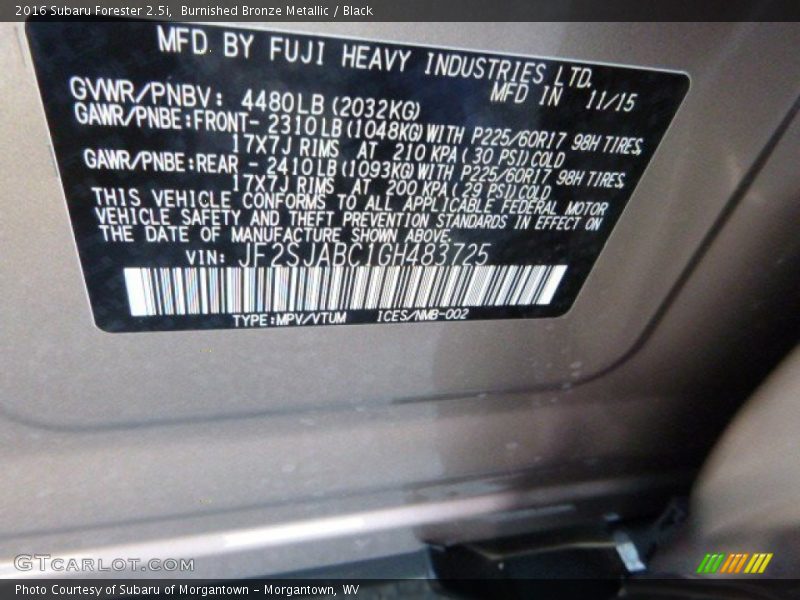 2016 Subaru Forester 2.5i, Burnished Bronze Metallic / Black
MFD. BY FUJI HEAVY INDUSTRIES LTD.
MFD IN 11/15
GVWR/PNBV: 4480LB(2032KG)
GAWR/PNBE:FRONT- 2310LB(1048KG)WITH P225/60R17 98H TIRES,
17X7J RIMS AT 210 KPA(30 PSI)COLD
GAWR/PNBE:REAR - 2410LB(1093KG)WITH P225/60R17 98H TIRES,
17X7J RIMS AT 200 KPA(29 PSI)COLD
THIS VEHICLE CONFORMS TO ALL APPLICABLE FEDERAL MOTOR
VEHICLE SAFETY AND THEFT PREVENTION STANDARDS IN EFFECT ON
THE DATE OF MANUFACTURE SHOWN ABOVE.
VIN: JF2SJABC1GH483725
TYPE:MPV/VTUM ICES/NMB-002
GTCARLOT.COM
Photo Courtesy of Subaru of Morgantown - Morgantown, WV